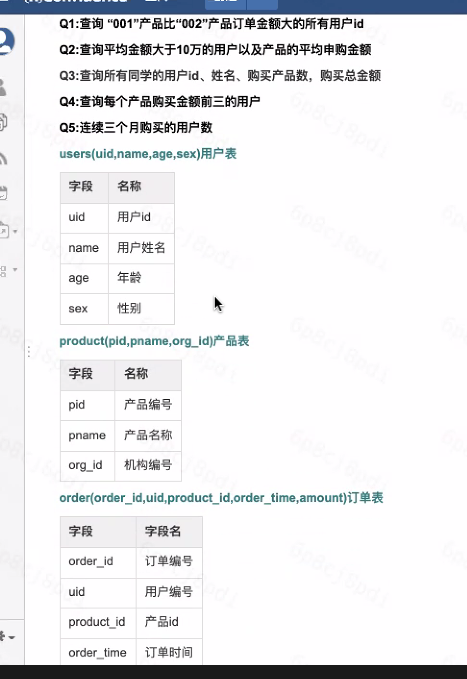 Q1:查询 “001”产品比“002”产品订单金额大的所有用户id
Q2:查询平均金额大于10万的用户以及产品的平均申购金额
Q3:查询所有同学的用户id、姓名、购买产品数，购买总金额
Q4:查询每个产品购买金额前三的用户
Q5:连续三个月购买的用户数
users(uid,name,age,sex)用户表
字段 名称
uid 用户id
name 用户姓名
age 年龄
sex 性别
product(pid,pname,org_id)产品表
字段 名称
pid 产品编号
pname 产品名称
org_id 机构编号
order(order_id,uid,product_id,order_time,amount)订单表
字段 字段名
order_id 订单编号
uid 用户编号
product_id 产品id
order_time 订单时间